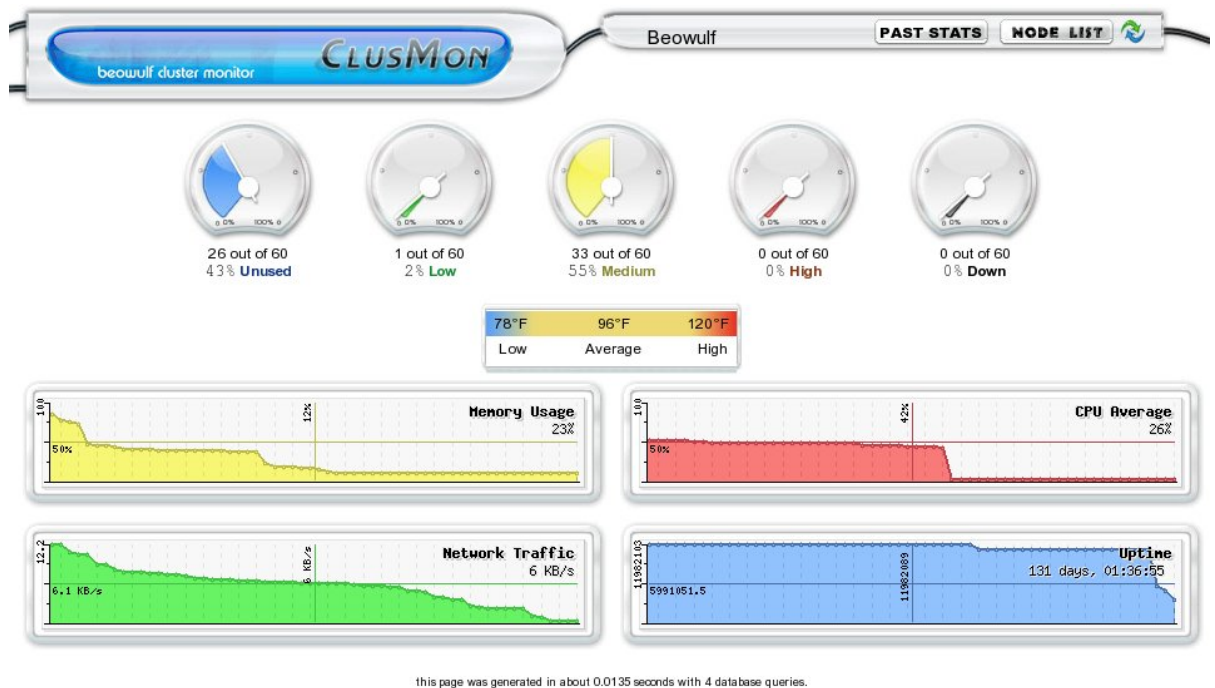 beowulf cluster monitor
CLUSMON
Beowulf
PAST STATS
NODE LIST
0% 100%
0% 100%
0% 100%
0% 100%
0% 100%
26 out of 60
43% Unused
1 out of 60
2% Low
33 out of 60
55% Medium
0 out of 60
0% High
0 out of 60
0% Down
78°F 96°F 120°F
Low Average High
100
50%
12%
Memory Usage
23%
100
50%
42%
CPU Average
26%
12.2
6.1 KB/s
6 KB/s
Network Traffic
6 KB/s
11982103
5991051.5
11982089
Uptime
131 days, 01:36:55
this page was generated in about 0.0135 seconds with 4 database queries.